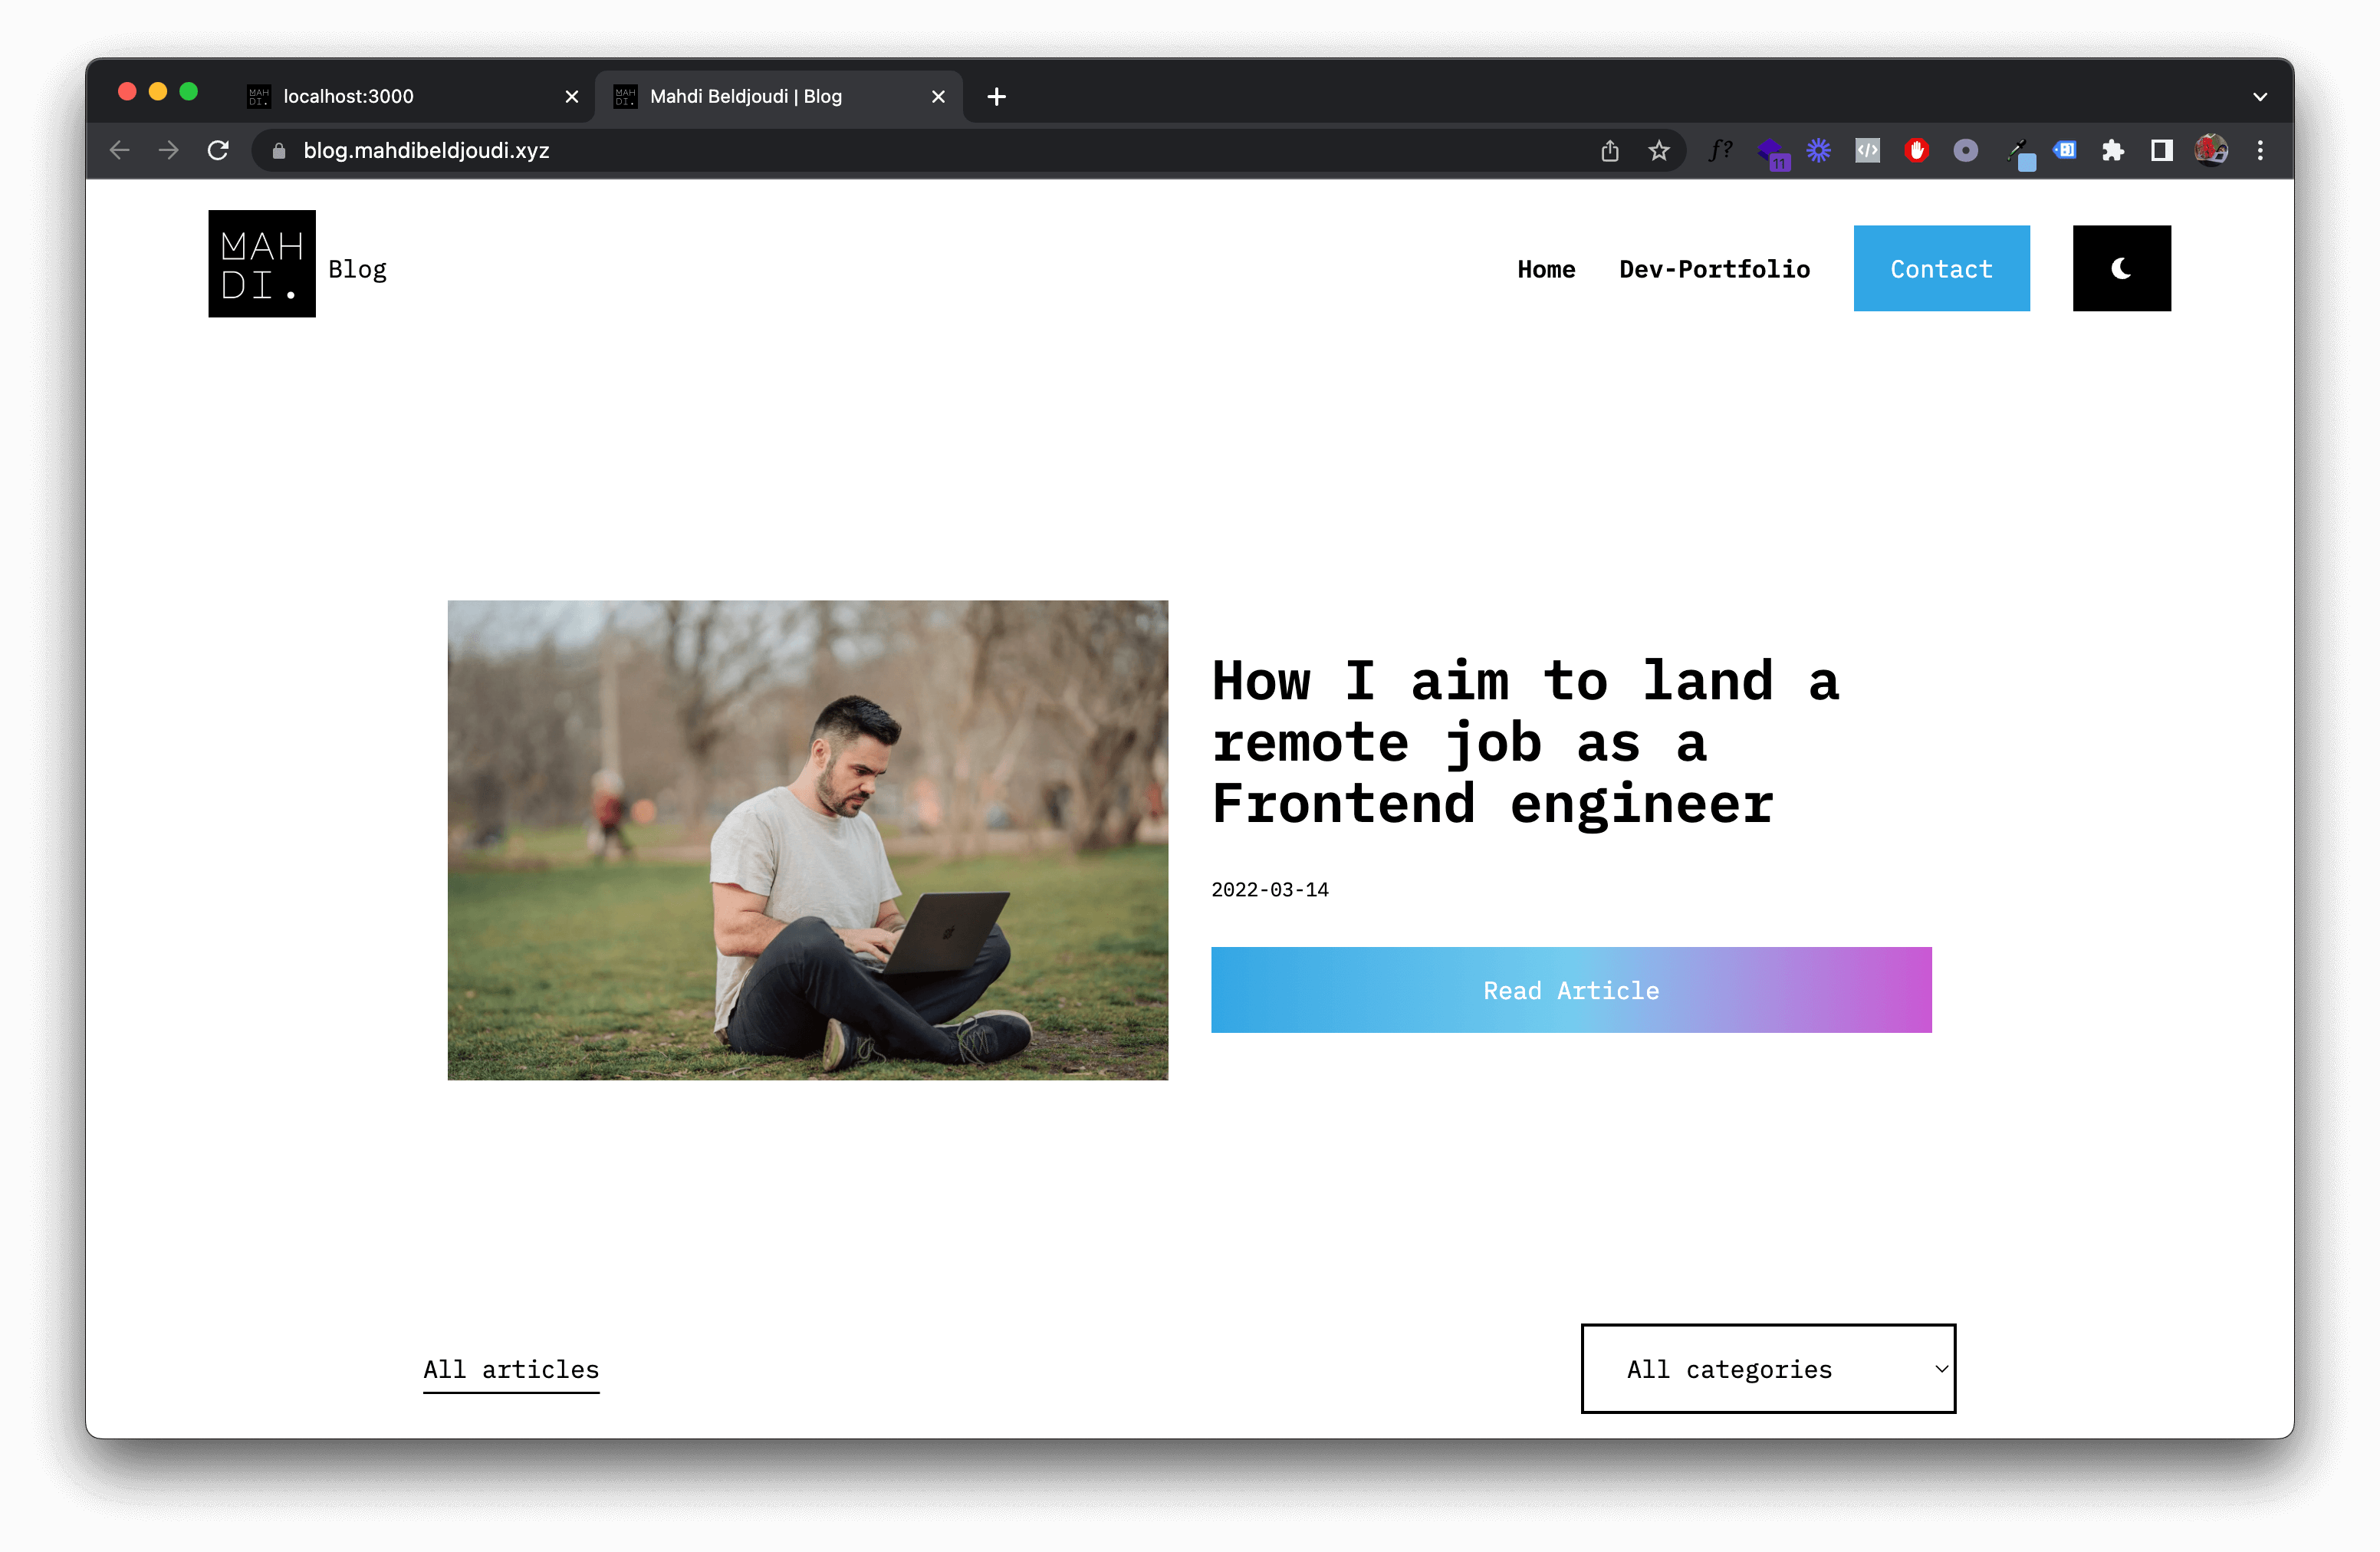 localhost:3000
Mahdi Beldjoudi | Blog
blog.mahdibeldjoudi.xyz
f?
11
MAH
DI.
Blog
Home
Dev-Portfolio
Contact
How I aim to land a
remote job as a
Frontend engineer
2022-03-14
Read Article
All articles
All categories